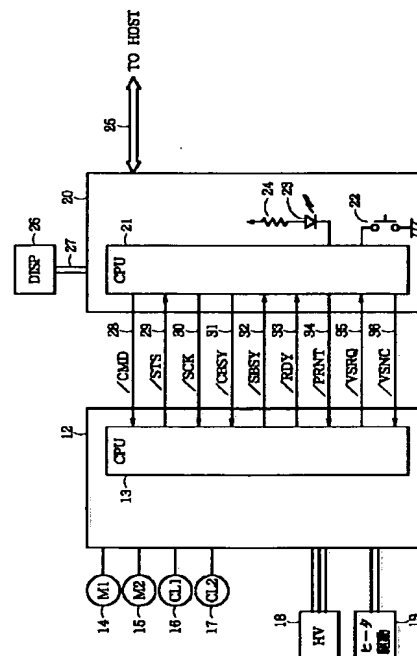 26
DISP
27
20
25
TO HOST
21
CPU
24
23
22
12
CPU
13
/CMD 28
/STS 29
/SCK 30
/CBSY 31
/SBSY 32
/RDY 33
/PRNT 34
/VSRQ 35
/VSNC 36
14 M1
15 M2
16 CL1
17 CL2
18
HV
ヒータ
駆動
19